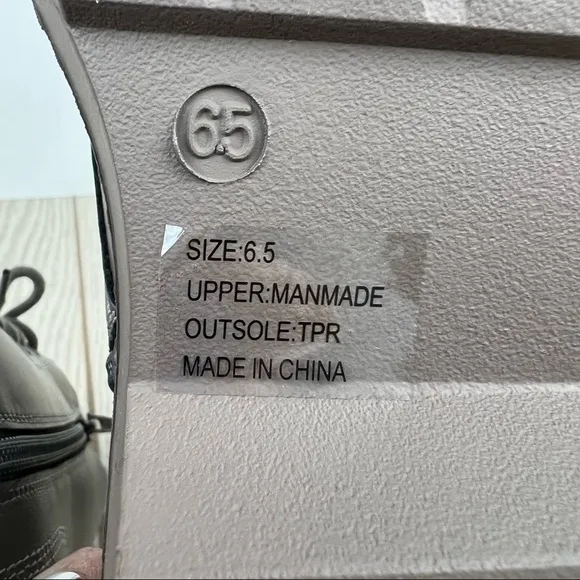 6.5
SIZE:6.5
UPPER:MANMADE
OUTSOLE:TPR
MADE IN CHINA